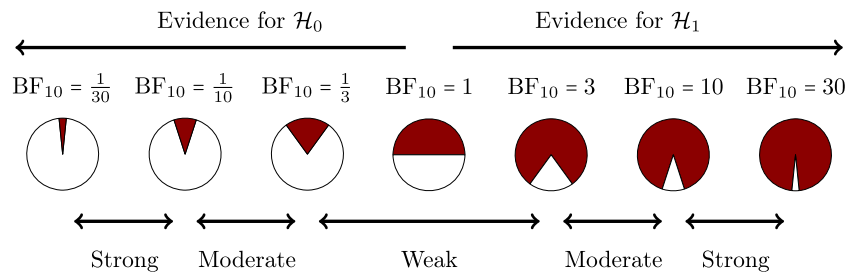 Evidence for H₀ Evidence for H₁
BF₁₀ = 1/30 BF₁₀ = 1/10 BF₁₀ = 1/3 BF₁₀ = 1 BF₁₀ = 3 BF₁₀ = 10 BF₁₀ = 30
Strong Moderate Weak Moderate Strong